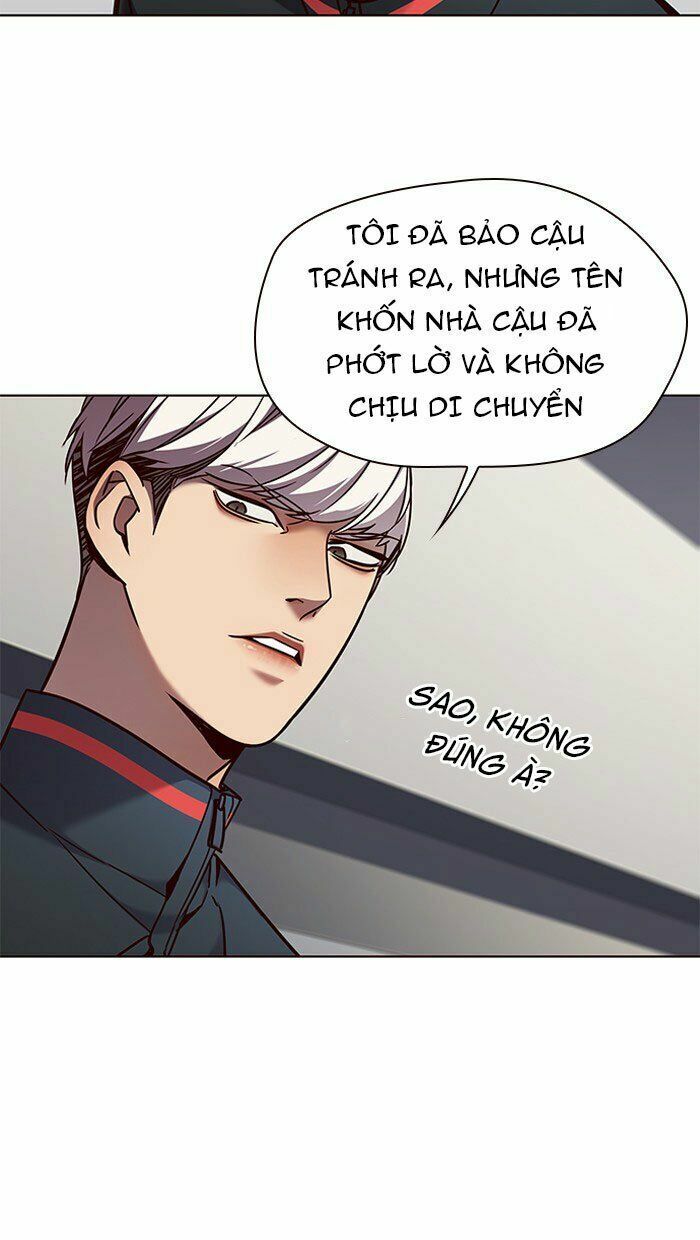 TÔI ĐÃ BẢO CẬU
TRÁNH RA, NHƯNG TÊN
KHỐN NHÀ CẬU ĐÃ
PHỚT LỜ VÀ KHÔNG
CHỊU DI CHUYỂN
SAO, KHÔNG
ĐÚNG À?